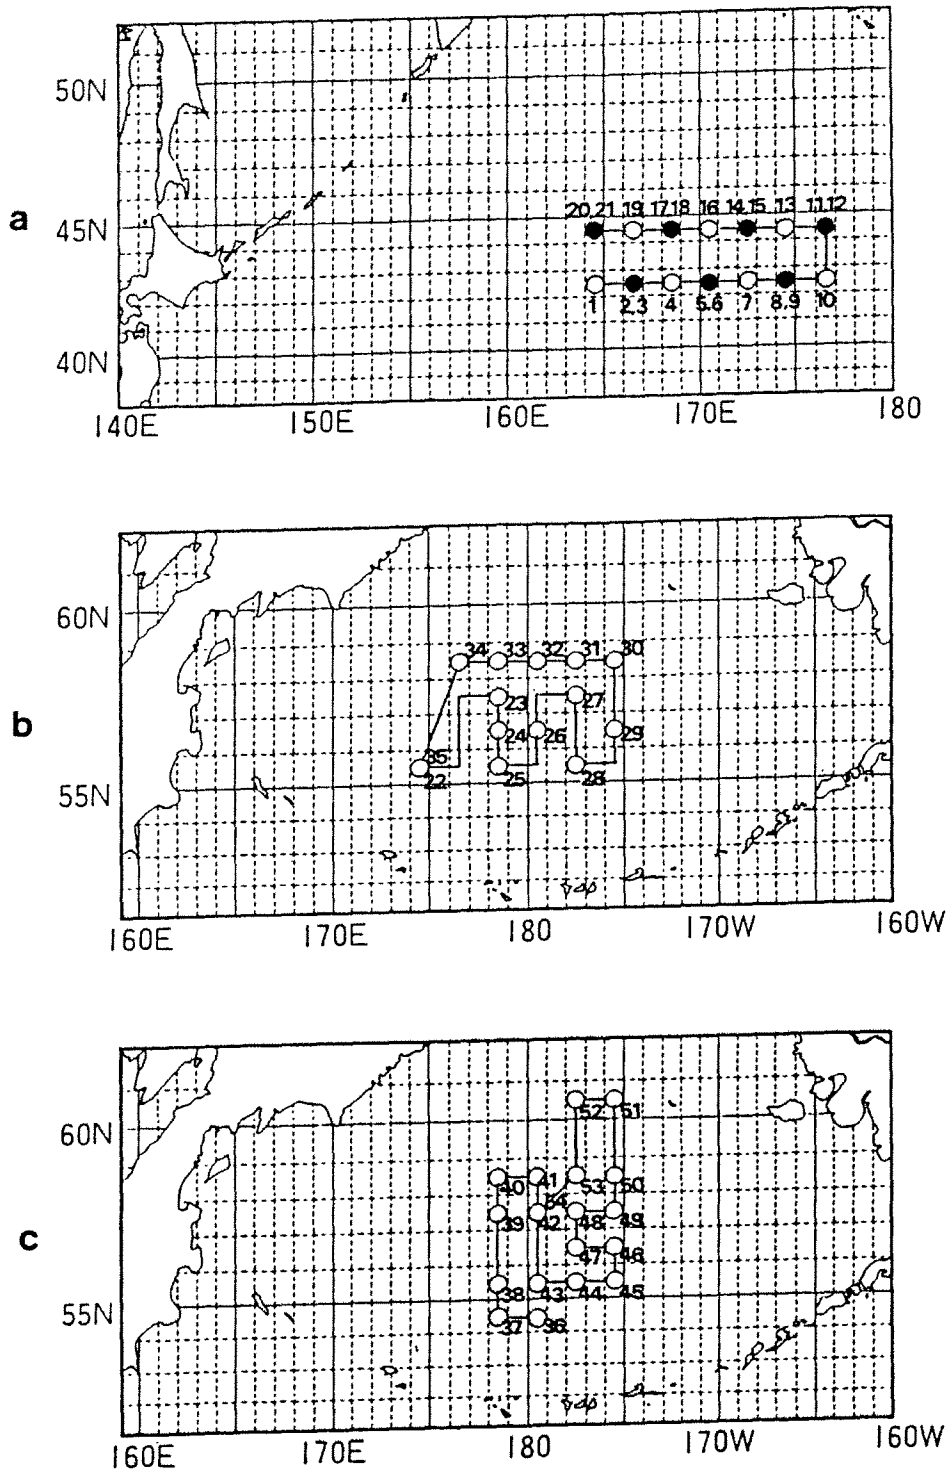 a
50N
45N
40N
20,21 19 17,18 16 14,15 13 11,12
1 2,3 4 5,6 7 8,9 10
140E 150E 160E 170E 180
b
60N
55N
34 33 32 31 30
23 27
24 26 29
35
22 25 28
160E 170E 180 170W 160W
c
60N
55N
52 51
40 41 53 50
54
39 42 48 49
47 46
38 43 44 45
37 36
160E 170E 180 170W 160W